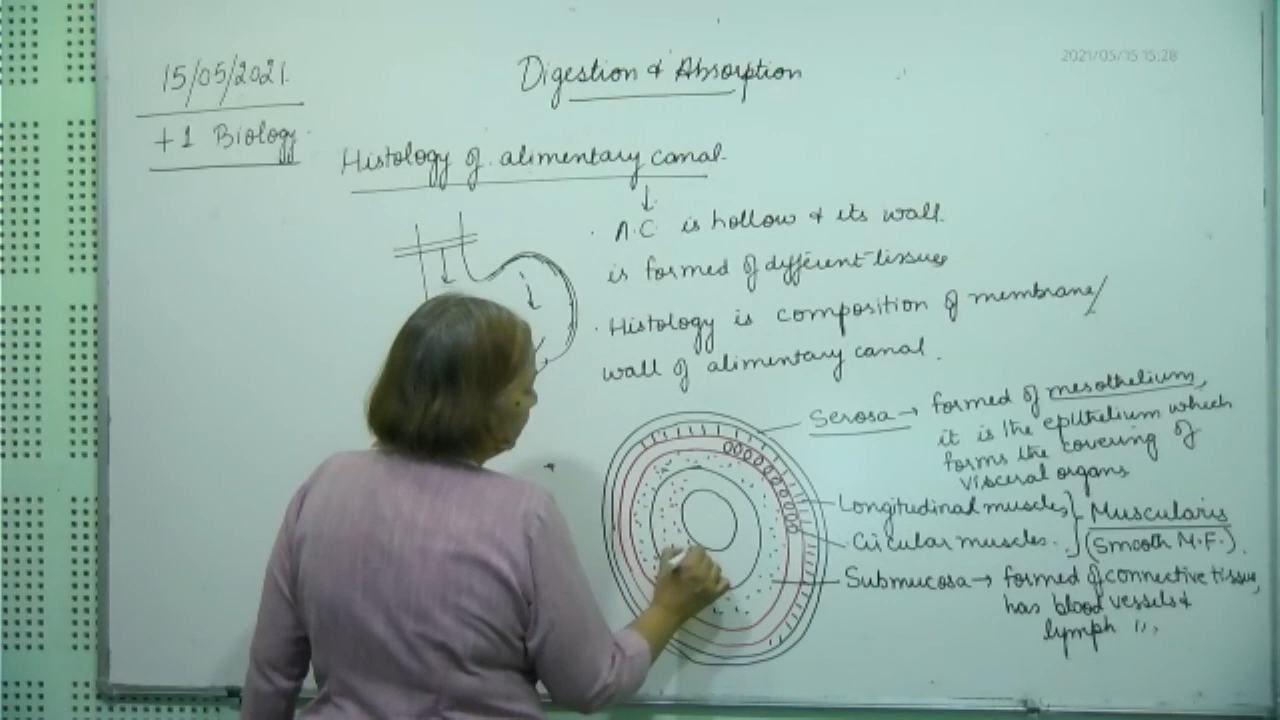 2021/05/15 15:28
15/05/2021.
+1 Biology.
Digestion & Absorption
Histology of alimentary canal.
. A.C is hollow & its wall
is formed of different tissues
. Histology is composition of membrane/
wall of alimentary canal.
Serosa → formed of mesothelium,
it is the epithelium which
forms the covering of
visceral organs
Longitudinal muscles
Circular muscles.
Muscularis
(Smooth M.F.).
Submucosa → formed of connective tissue,
has blood vessels &
lymph ",,